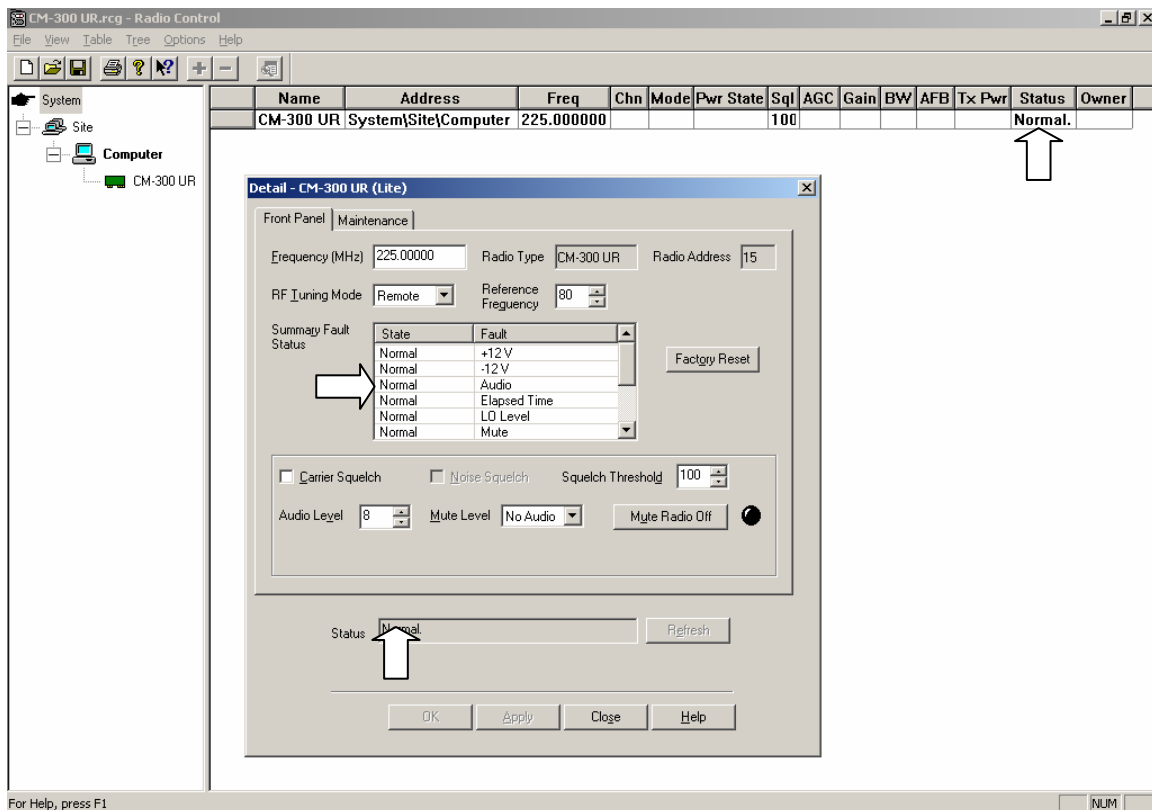 CM-300 UR.rcg - Radio Control
File View Table Tree Options Help
System
Site
Computer
CM-300 UR
Name Address Freq Chn Mode Pwr State Sql AGC Gain BW AFB Tx Pwr Status Owner
CM-300 UR System\Site\Computer 225.000000 100 Normal.
Detail - CM-300 UR (Lite)
Front Panel Maintenance
Frequency (MHz) 225.00000 Radio Type CM-300 UR Radio Address 15
RF Tuning Mode Remote Reference Frequency 80
Summary Fault Status
State Fault
Normal +12 V
Normal -12 V
Normal Audio
Normal Elapsed Time
Normal LO Level
Normal Mute
Factory Reset
Carrier Squelch Noise Squelch Squelch Threshold 100
Audio Level 8 Mute Level No Audio Mute Radio Off
Status Normal. Refresh
OK Apply Close Help
For Help, press F1 NUM